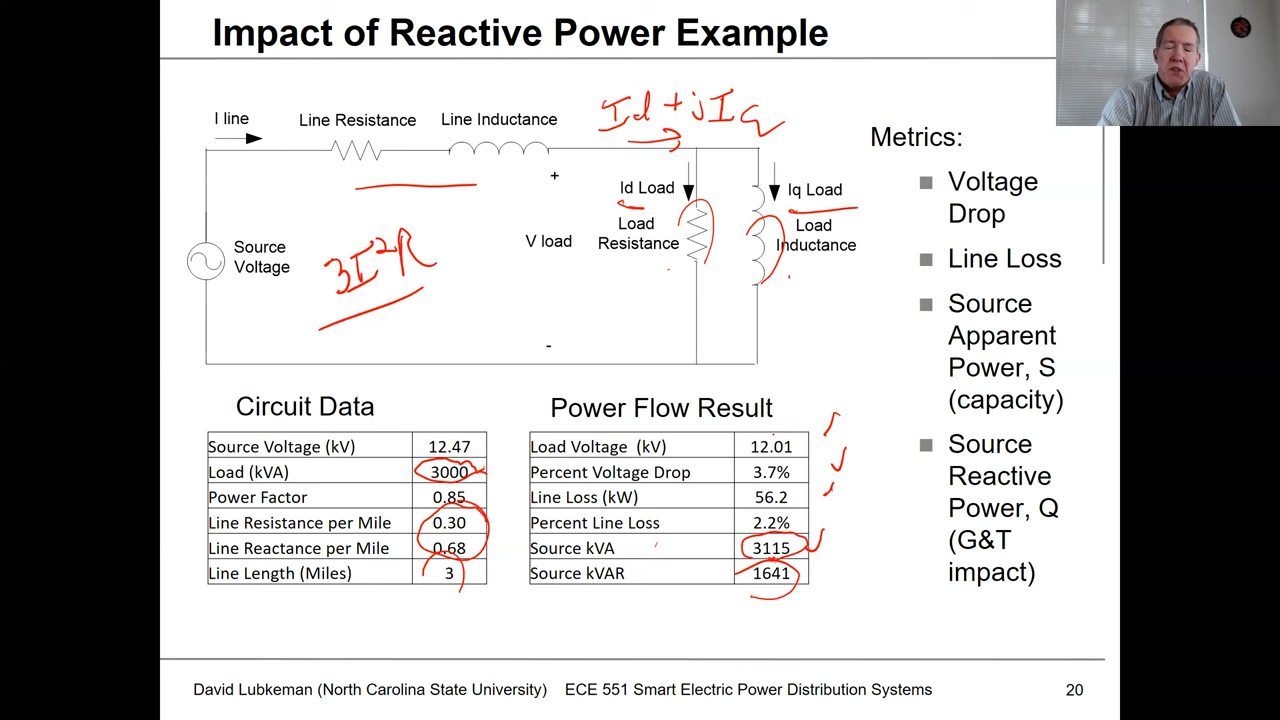 Impact of Reactive Power Example
Id + jIq
I line
Line Resistance
Line Inductance
Metrics:
+
Id Load
Iq Load
Voltage
Drop
Load
Resistance
Load
Inductance
V load
Source
Voltage
3I²R
Line Loss
Source
Apparent
Power, S
(capacity)
-
Circuit Data
Power Flow Result
Source Voltage (kV) 12.47
Load (kVA) 3000
Power Factor 0.85
Line Resistance per Mile 0.30
Line Reactance per Mile 0.68
Line Length (Miles) 3
Load Voltage (kV) 12.01
Percent Voltage Drop 3.7%
Line Loss (kW) 56.2
Percent Line Loss 2.2%
Source kVA 3115
Source kVAR 1641
Source
Reactive
Power, Q
(G&T
impact)
David Lubkeman (North Carolina State University) ECE 551 Smart Electric Power Distribution Systems 20